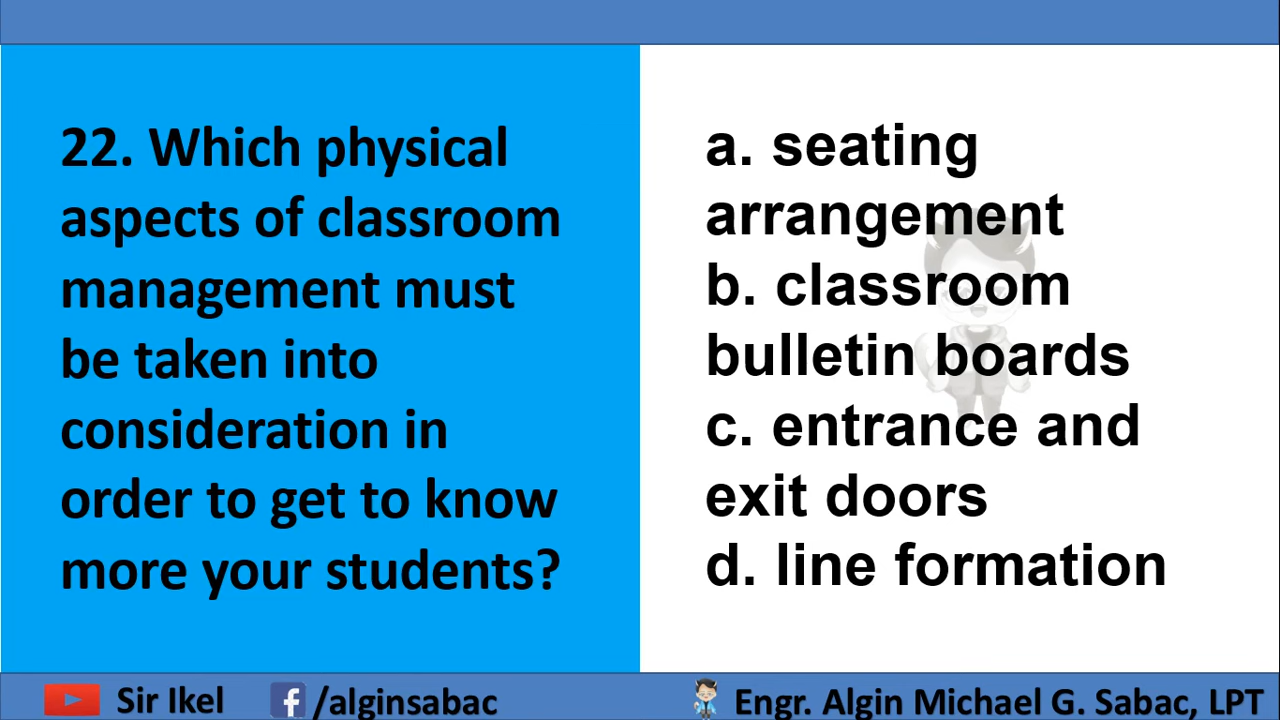 22. Which physical
aspects of classroom
management must
be taken into
consideration in
order to get to know
more your students?
a. seating
arrangement
b. classroom
bulletin boards
c. entrance and
exit doors
d. line formation
Sir Ikel
f /alginsabac
Engr. Algin Michael G. Sabac, LPT